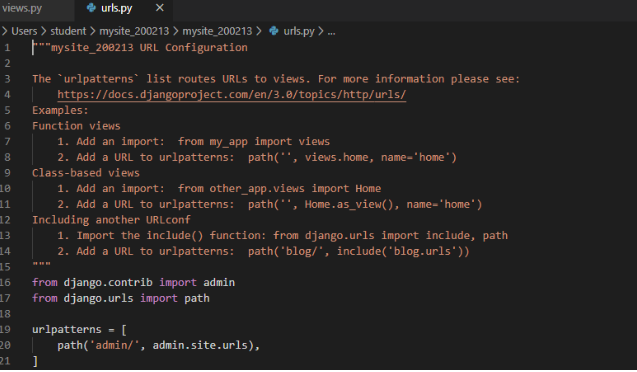 views.py urls.py ×
> Users > student > mysite_200213 > mysite_200213 > urls.py > ...
1 """mysite_200213 URL Configuration
2
3 The `urlpatterns` list routes URLs to views. For more information please see:
4     https://docs.djangoproject.com/en/3.0/topics/http/urls/
5 Examples:
6 Function views
7     1. Add an import:  from my_app import views
8     2. Add a URL to urlpatterns:  path('', views.home, name='home')
9 Class-based views
10     1. Add an import:  from other_app.views import Home
11     2. Add a URL to urlpatterns:  path('', Home.as_view(), name='home')
12 Including another URLconf
13     1. Import the include() function: from django.urls import include, path
14     2. Add a URL to urlpatterns:  path('blog/', include('blog.urls'))
15 """
16 from django.contrib import admin
17 from django.urls import path
18
19 urlpatterns = [
20     path('admin/', admin.site.urls),
21 ]